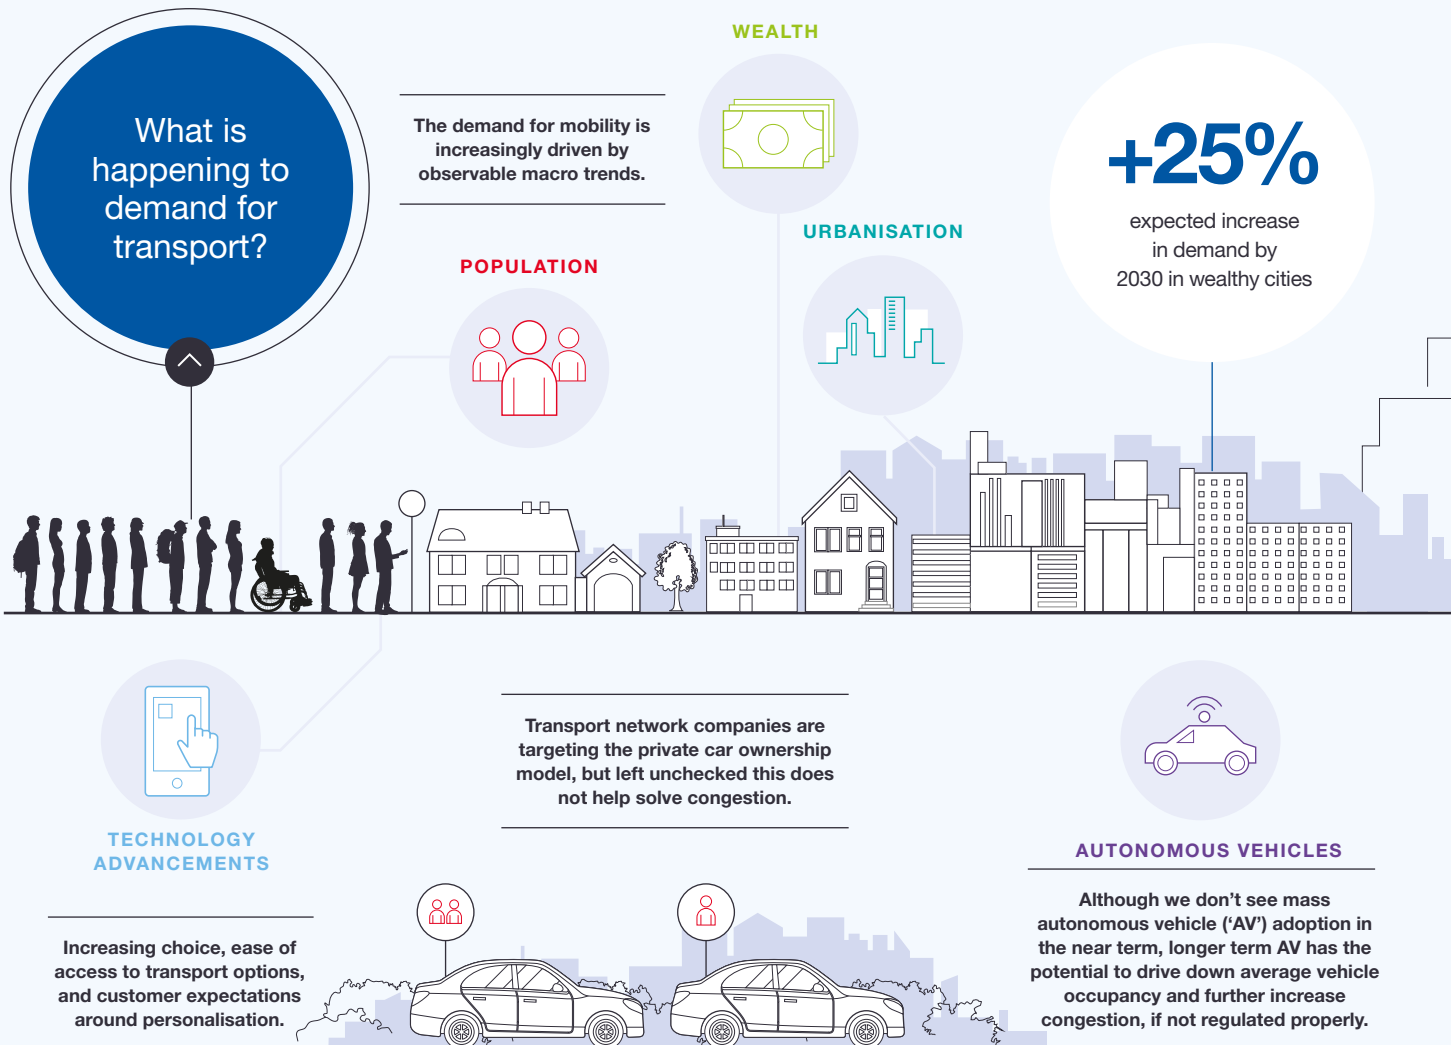 What is
happening to
demand for
transport?
The demand for mobility is
increasingly driven by
observable macro trends.
WEALTH
+25%
expected increase
in demand by
2030 in wealthy cities
URBANISATION
POPULATION
TECHNOLOGY
ADVANCEMENTS
Increasing choice, ease of
access to transport options,
and customer expectations
around personalisation.
Transport network companies are
targeting the private car ownership
model, but left unchecked this does
not help solve congestion.
AUTONOMOUS VEHICLES
Although we don’t see mass
autonomous vehicle (‘AV’) adoption in
the near term, longer term AV has the
potential to drive down average vehicle
occupancy and further increase
congestion, if not regulated properly.